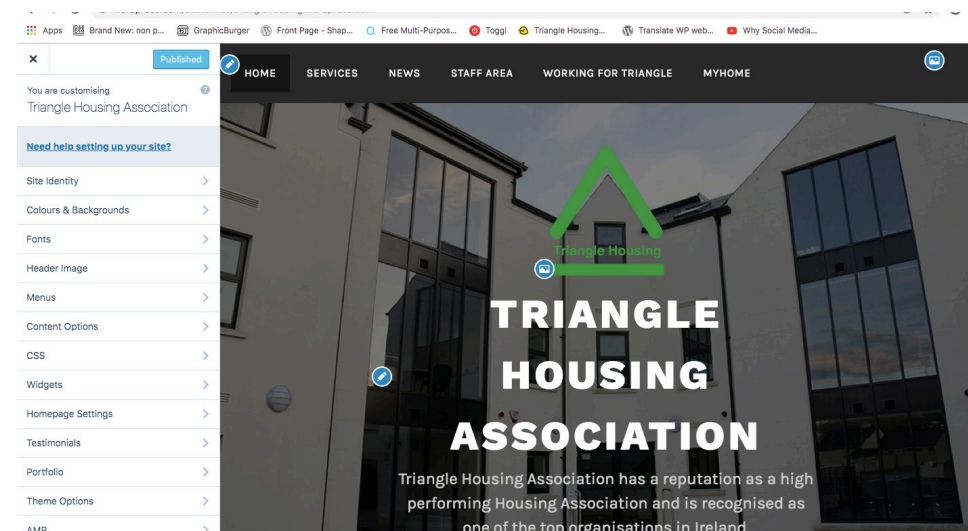 Apps Brand New: non p... GraphicBurger Front Page - Shap... Free Multi-Purpos... Toggl Triangle Housing... Translate WP web... Why Social Media...
Published
HOME SERVICES NEWS STAFF AREA WORKING FOR TRIANGLE MYHOME
You are customising
Triangle Housing Association
Need help setting up your site?
Site Identity
Colours & Backgrounds
Fonts
Header Image
Menus
Content Options
CSS
Widgets
Homepage Settings
Testimonials
Portfolio
Theme Options
AMP
Triangle Housing
TRIANGLE
HOUSING
ASSOCIATION
Triangle Housing Association has a reputation as a high
performing Housing Association and is recognised as
one of the top organisations in Ireland